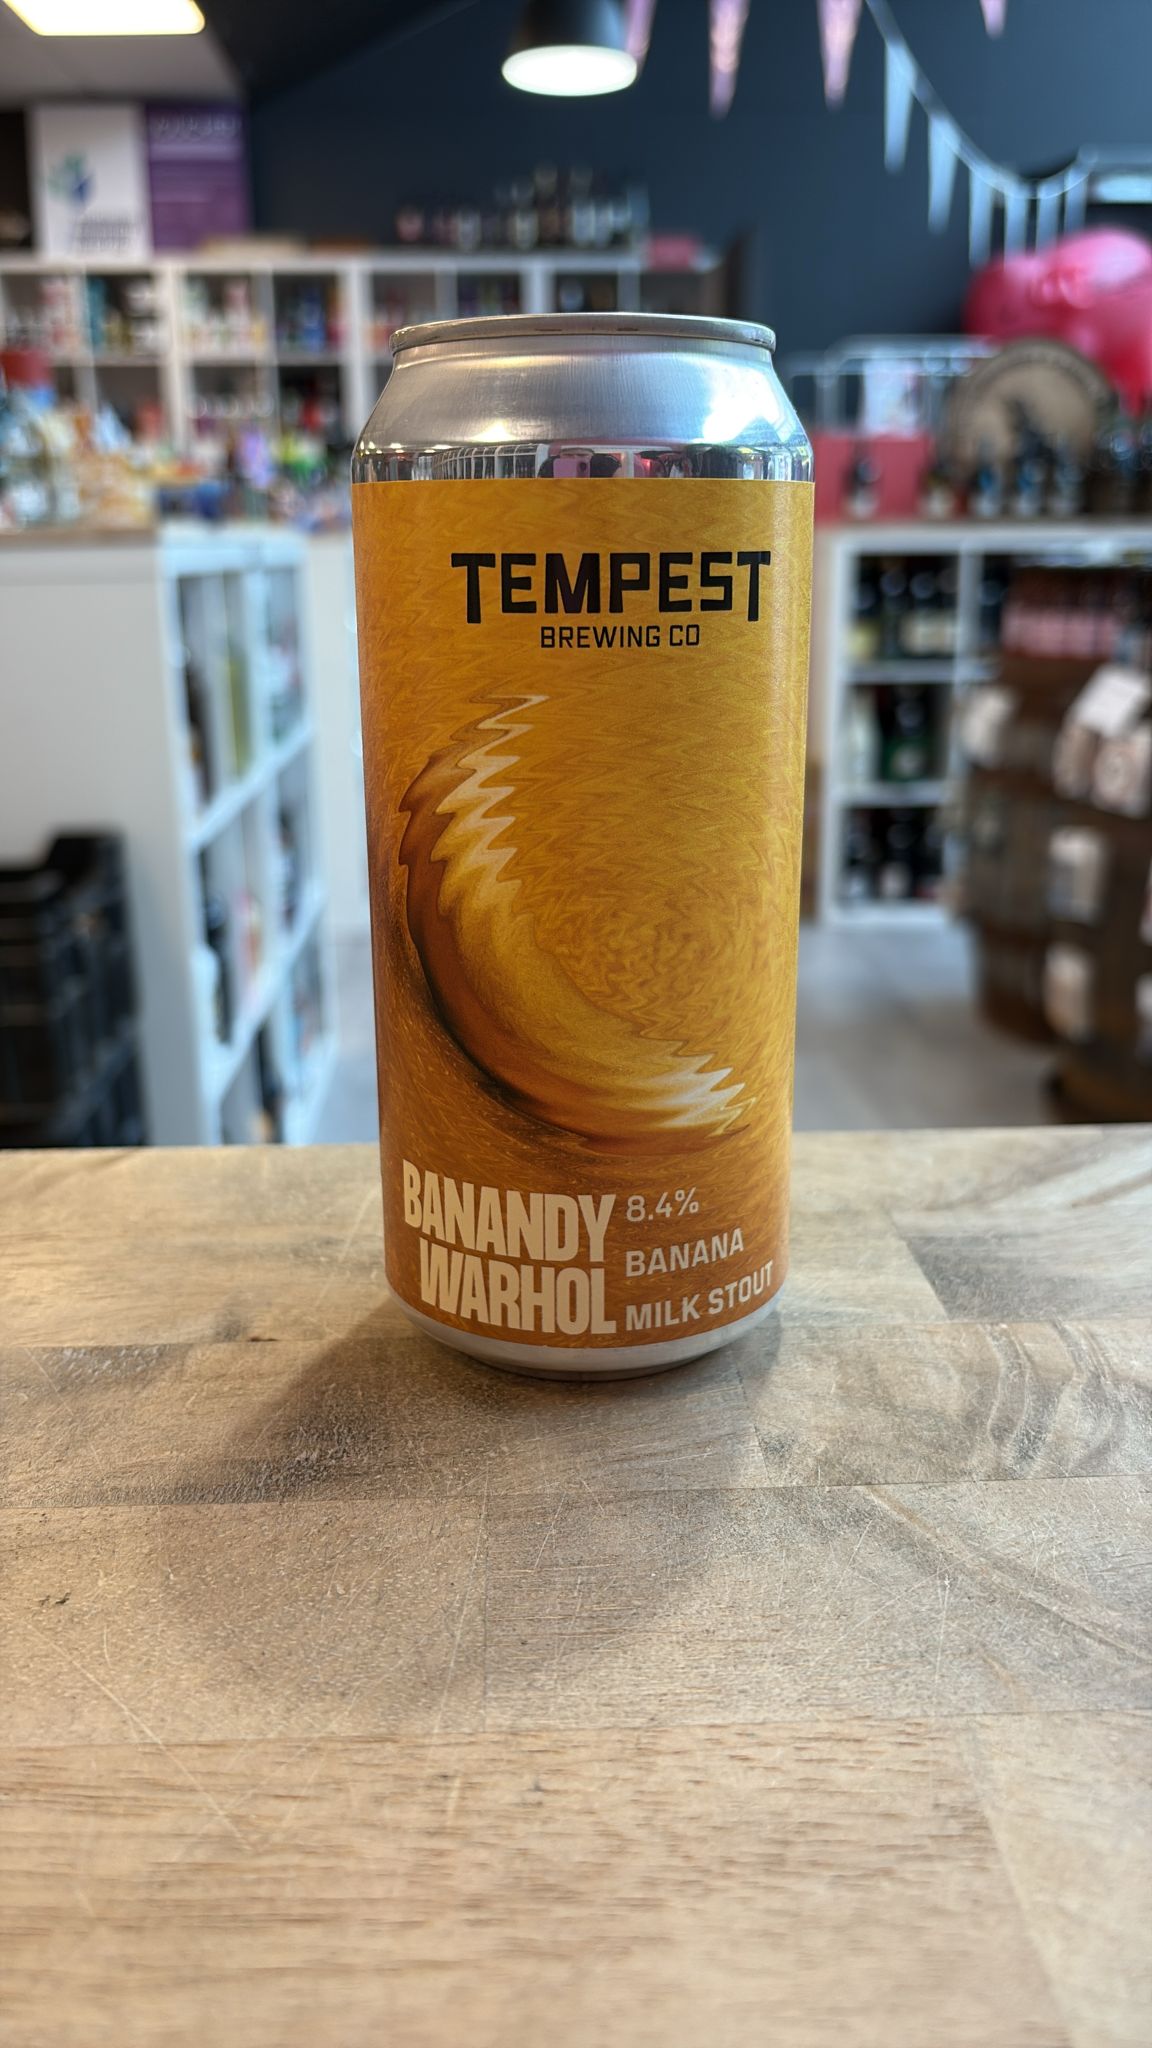 TEMPEST
BREWING CO
BANANDY
WARHOL
8.4%
BANANA
MILK STOUT